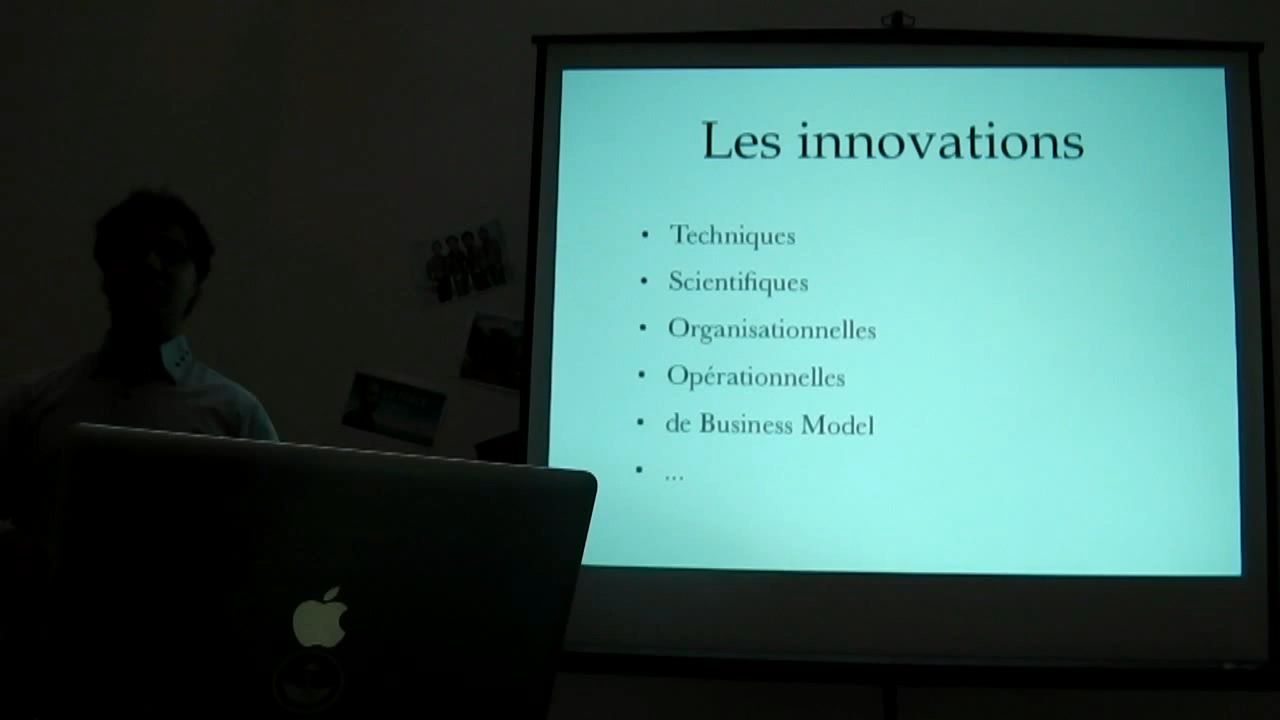 Les innovations
• Techniques
• Scientifiques
• Organisationnelles
• Opérationnelles
• de Business Model
• ...